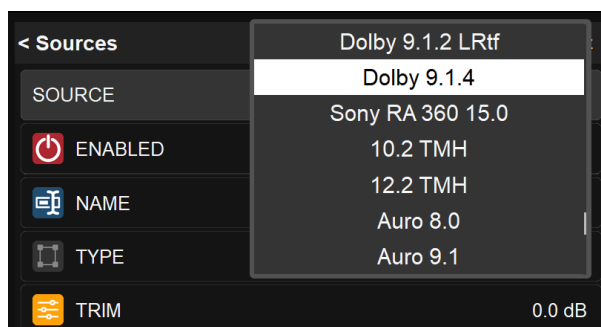 < Sources
SOURCE
ENABLED
NAME
TYPE
TRIM 0.0 dB
Dolby 9.1.2 LRtf
Dolby 9.1.4
Sony RA 360 15.0
10.2 TMH
12.2 TMH
Auro 8.0
Auro 9.1